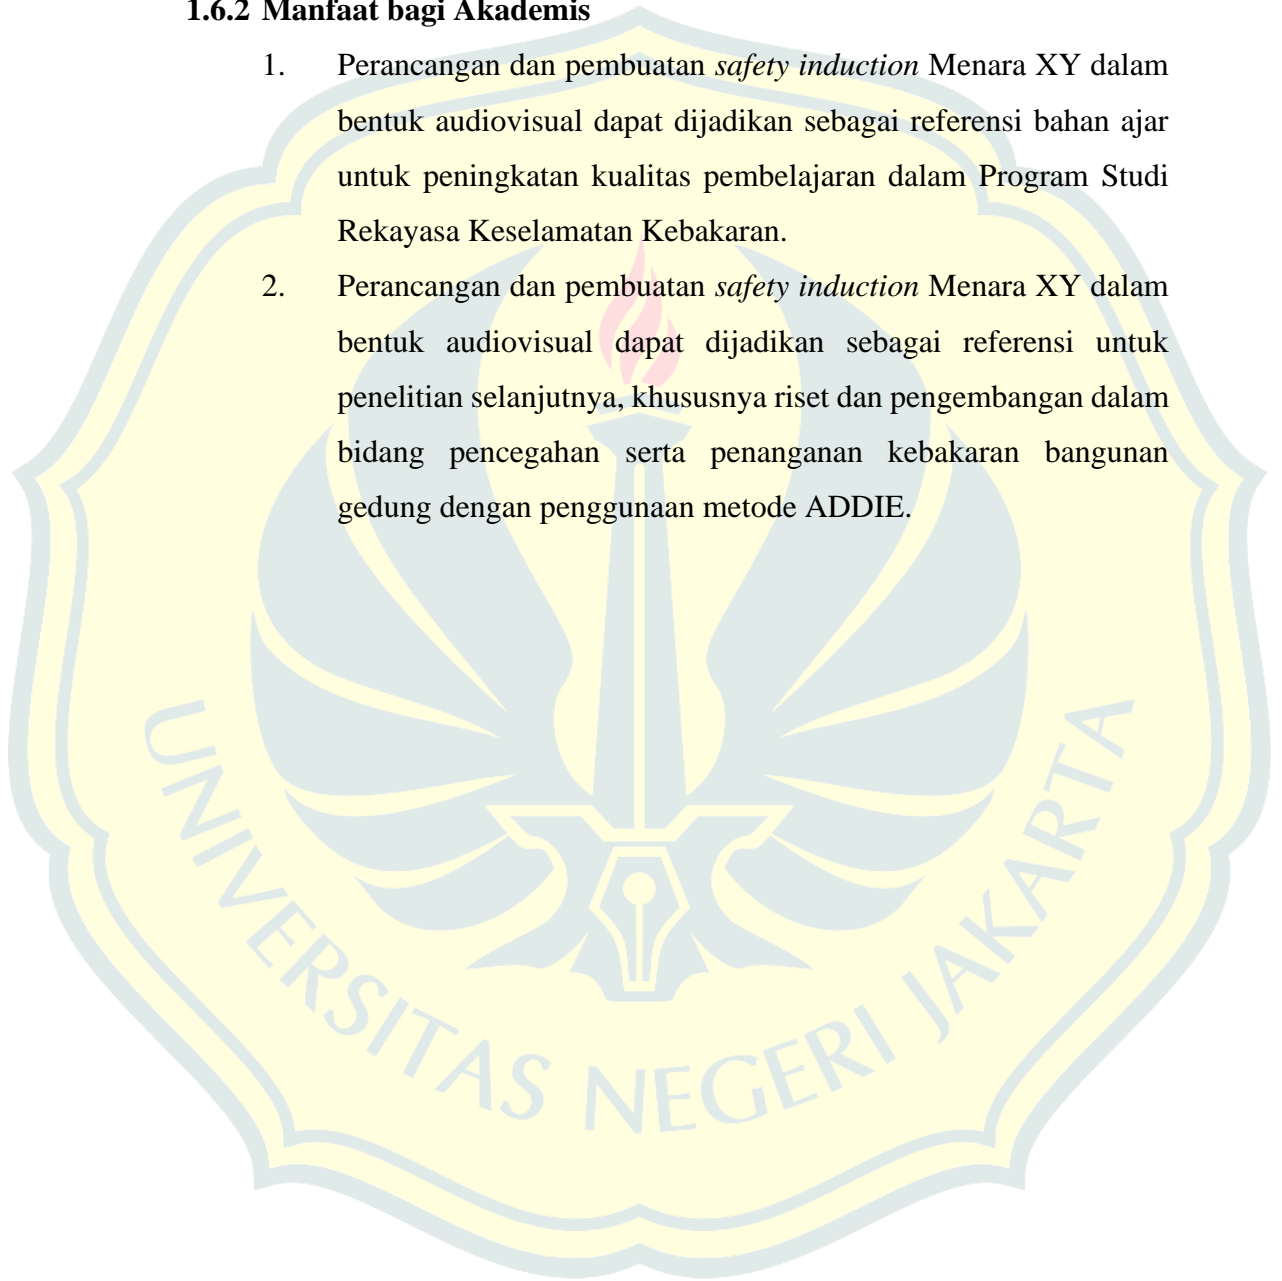 1.6.2 Manfaat bagi Akademis
1. Perancangan dan pembuatan safety induction Menara XY dalam
bentuk audiovisual dapat dijadikan sebagai referensi bahan ajar
untuk peningkatan kualitas pembelajaran dalam Program Studi
Rekayasa Keselamatan Kebakaran.
2. Perancangan dan pembuatan safety induction Menara XY dalam
bentuk audiovisual dapat dijadikan sebagai referensi untuk
penelitian selanjutnya, khususnya riset dan pengembangan dalam
bidang pencegahan serta penanganan kebakaran bangunan
gedung dengan penggunaan metode ADDIE.
UNIVERSITAS NEGERI JAKARTA